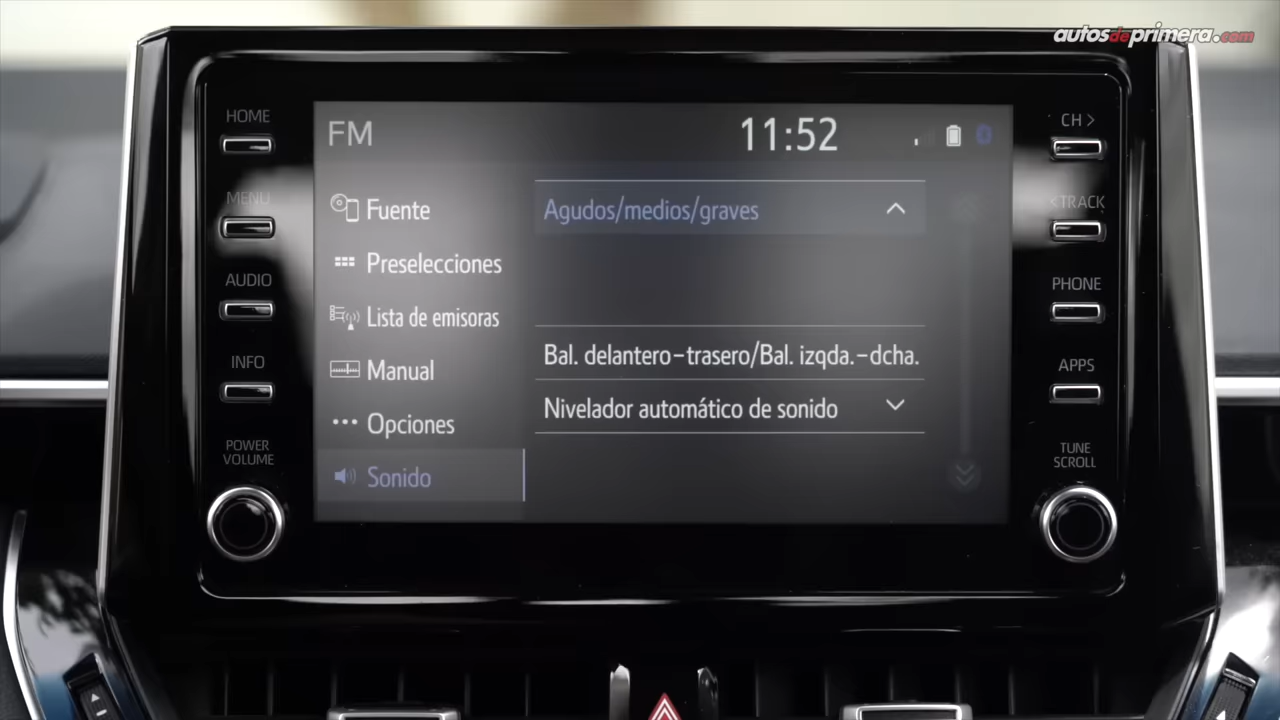 autosdeprimera.com
HOME
MENU
AUDIO
INFO
POWER
VOLUME
FM
11:52
Fuente
Preselecciones
Lista de emisoras
Manual
Opciones
Sonido
Agudos/medios/graves
Bal. delantero-trasero/Bal. izqda.-dcha.
Nivelador automático de sonido
CH >
< TRACK
PHONE
APPS
TUNE
SCROLL